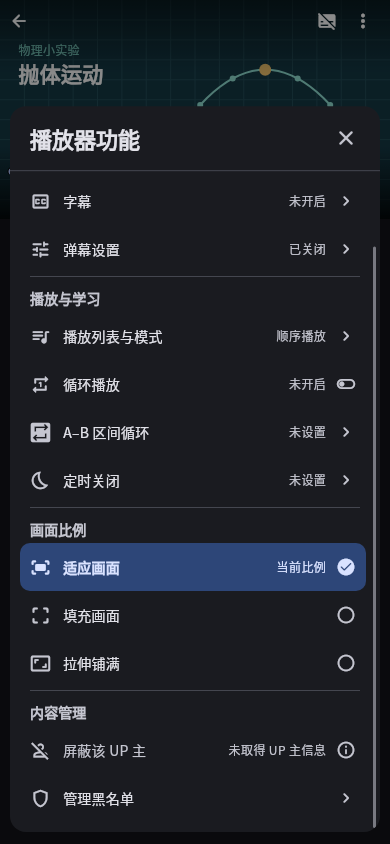 物理小实验
抛体运动
播放器功能
字幕 未开启
弹幕设置 已关闭
播放与学习
播放列表与模式 顺序播放
循环播放 未开启
A-B 区间循环 未设置
定时关闭 未设置
画面比例
适应画面 当前比例
填充画面
拉伸铺满
内容管理
屏蔽该 UP 主 未取得 UP 主信息
管理黑名单